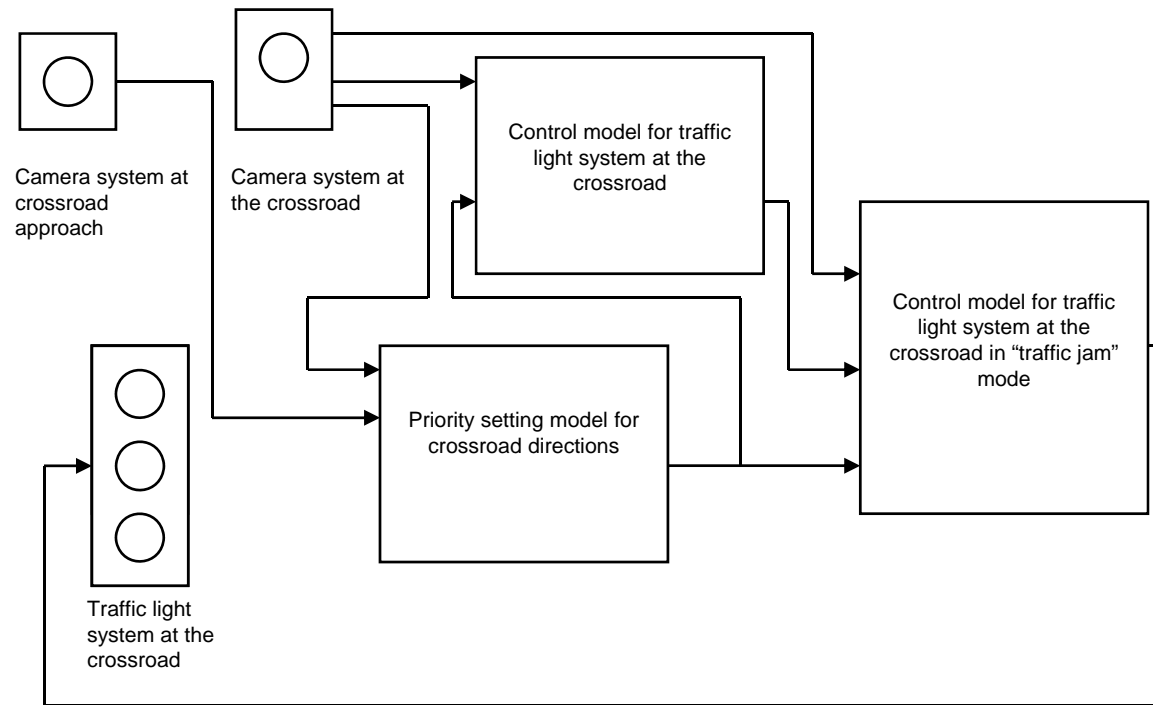 Control model for traffic
light system at the
crossroad
Camera system at
crossroad
approach
Camera system at
the crossroad
Control model for traffic
light system at the
crossroad in “traffic jam”
mode
Priority setting model for
crossroad directions
Traffic light
system at the
crossroad